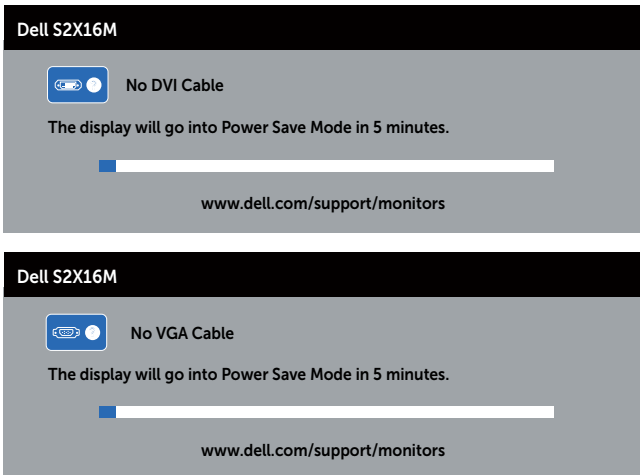 Dell S2X16M
No DVI Cable
The display will go into Power Save Mode in 5 minutes.
www.dell.com/support/monitors
Dell S2X16M
No VGA Cable
The display will go into Power Save Mode in 5 minutes.
www.dell.com/support/monitors